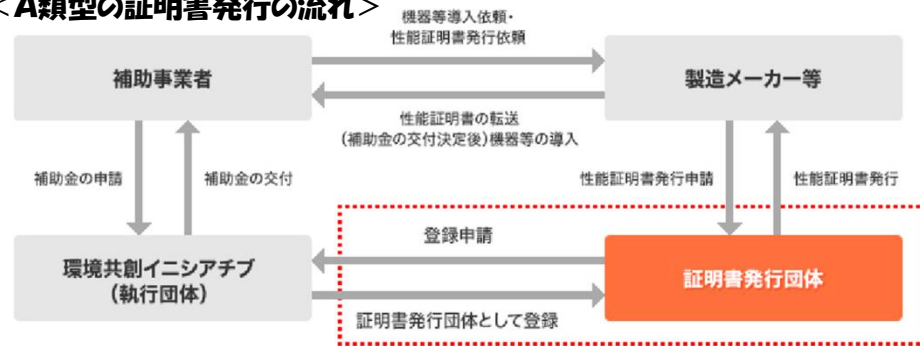 <A類型の証明書発行の流れ>
機器等導入依頼・
性能証明書発行依頼
補助事業者
製造メーカー等
性能証明書の転送
(補助金の交付決定後)機器等の導入
補助金の申請
補助金の交付
性能証明書発行申請
性能証明書発行
登録申請
環境共創イニシアチブ
(執行団体)
証明書発行団体
証明書発行団体として登録